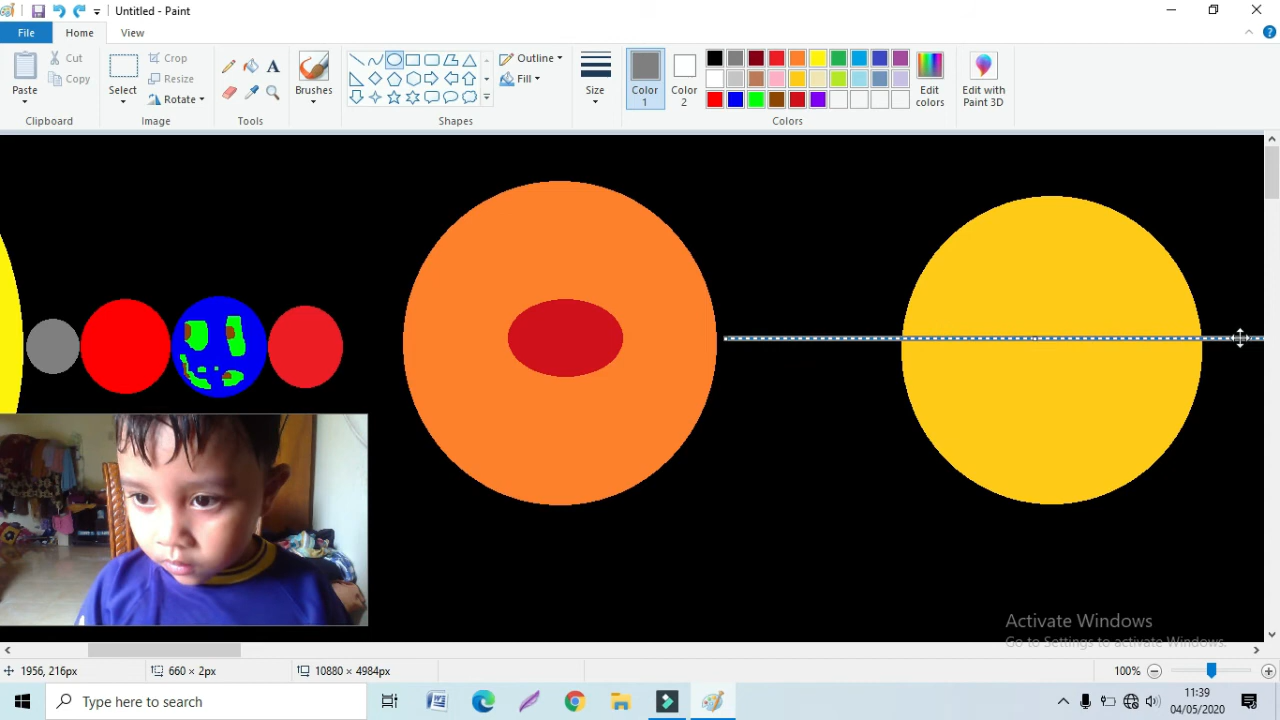 Untitled - Paint
File Home View
Paste
Cut
Copy
Clipboard
Select
Crop
Resize
Rotate
Image
A
Tools
Brushes
Shapes
Outline
Fill
Size
Color 1
Color 2
Edit colors
Colors
Edit with Paint 3D
Activate Windows
Go to Settings to activate Windows.
1956, 216px
660 × 2px
10880 × 4984px
100%
Type here to search
11:39
04/05/2020